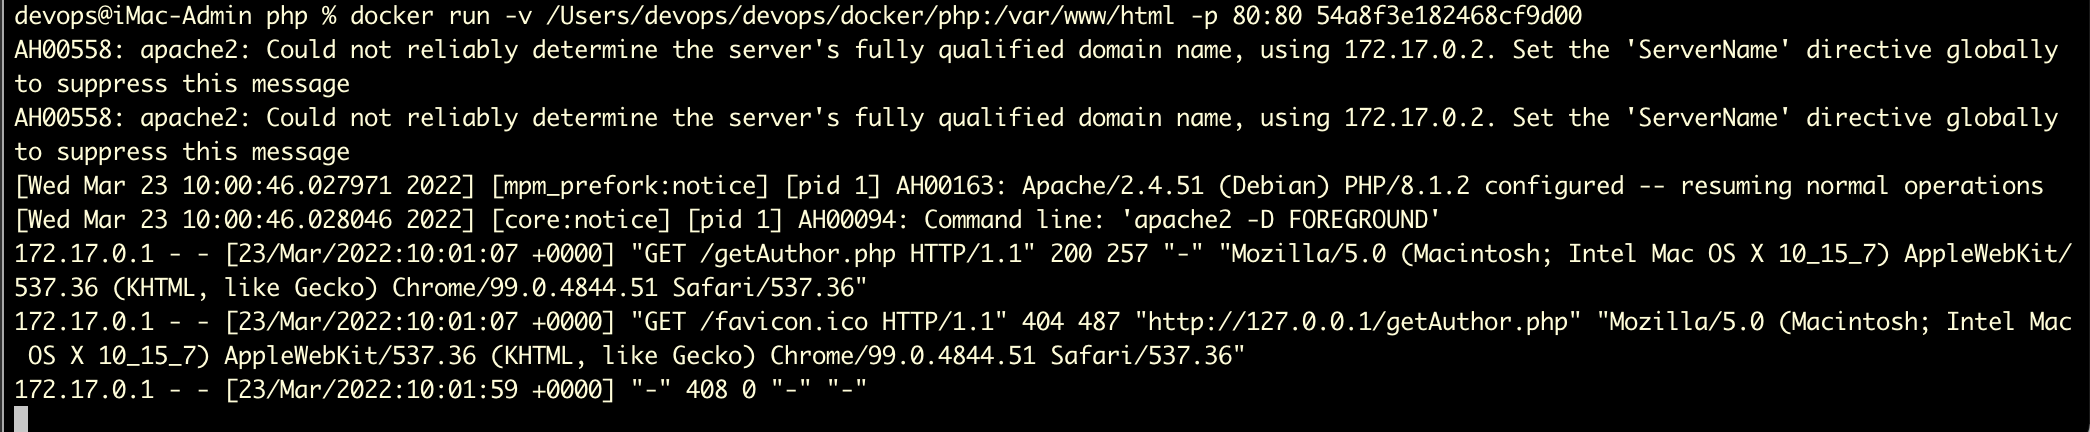 devops@iMac-Admin php % docker run -v /Users/devops/devops/docker/php:/var/www/html -p 80:80 54a8f3e182468cf9d00
AH00558: apache2: Could not reliably determine the server's fully qualified domain name, using 172.17.0.2. Set the 'ServerName' directive globally
to suppress this message
AH00558: apache2: Could not reliably determine the server's fully qualified domain name, using 172.17.0.2. Set the 'ServerName' directive globally
to suppress this message
[Wed Mar 23 10:00:46.027971 2022] [mpm_prefork:notice] [pid 1] AH00163: Apache/2.4.51 (Debian) PHP/8.1.2 configured -- resuming normal operations
[Wed Mar 23 10:00:46.028046 2022] [core:notice] [pid 1] AH00094: Command line: 'apache2 -D FOREGROUND'
172.17.0.1 - - [23/Mar/2022:10:01:07 +0000] "GET /getAuthor.php HTTP/1.1" 200 257 "-" "Mozilla/5.0 (Macintosh; Intel Mac OS X 10_15_7) AppleWebKit/
537.36 (KHTML, like Gecko) Chrome/99.0.4844.51 Safari/537.36"
172.17.0.1 - - [23/Mar/2022:10:01:07 +0000] "GET /favicon.ico HTTP/1.1" 404 487 "http://127.0.0.1/getAuthor.php" "Mozilla/5.0 (Macintosh; Intel Mac
 OS X 10_15_7) AppleWebKit/537.36 (KHTML, like Gecko) Chrome/99.0.4844.51 Safari/537.36"
172.17.0.1 - - [23/Mar/2022:10:01:59 +0000] "-" 408 0 "-" "-"